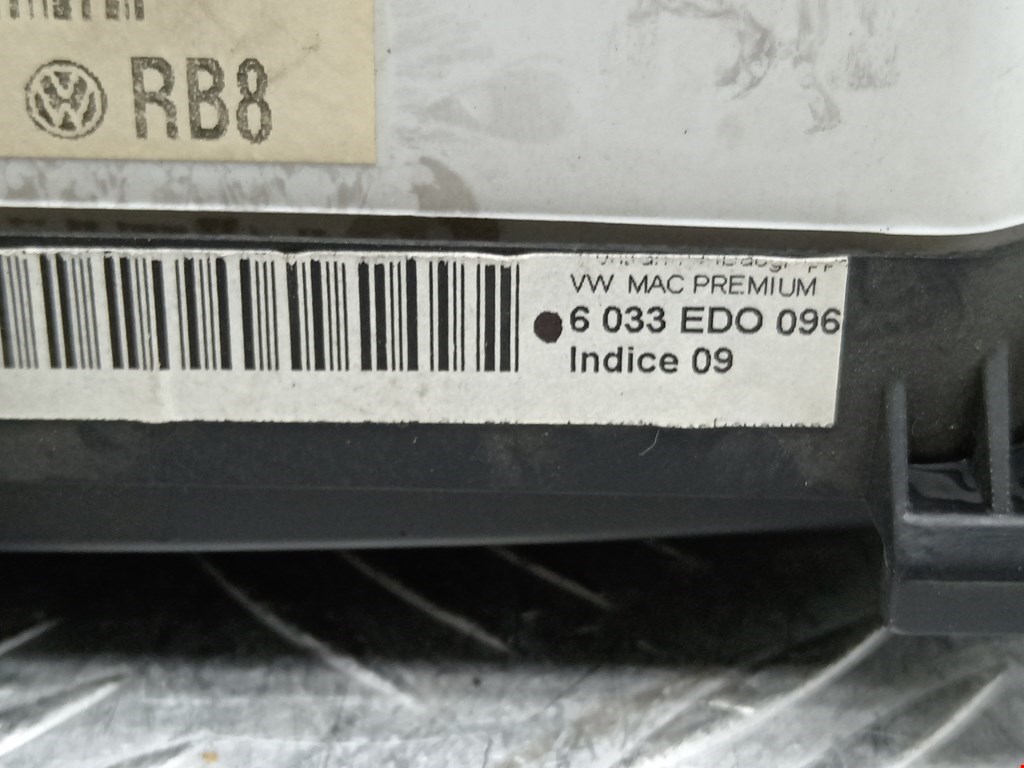 RB8
VW MAC PREMIUM
6 033 EDO 096
Indice 09